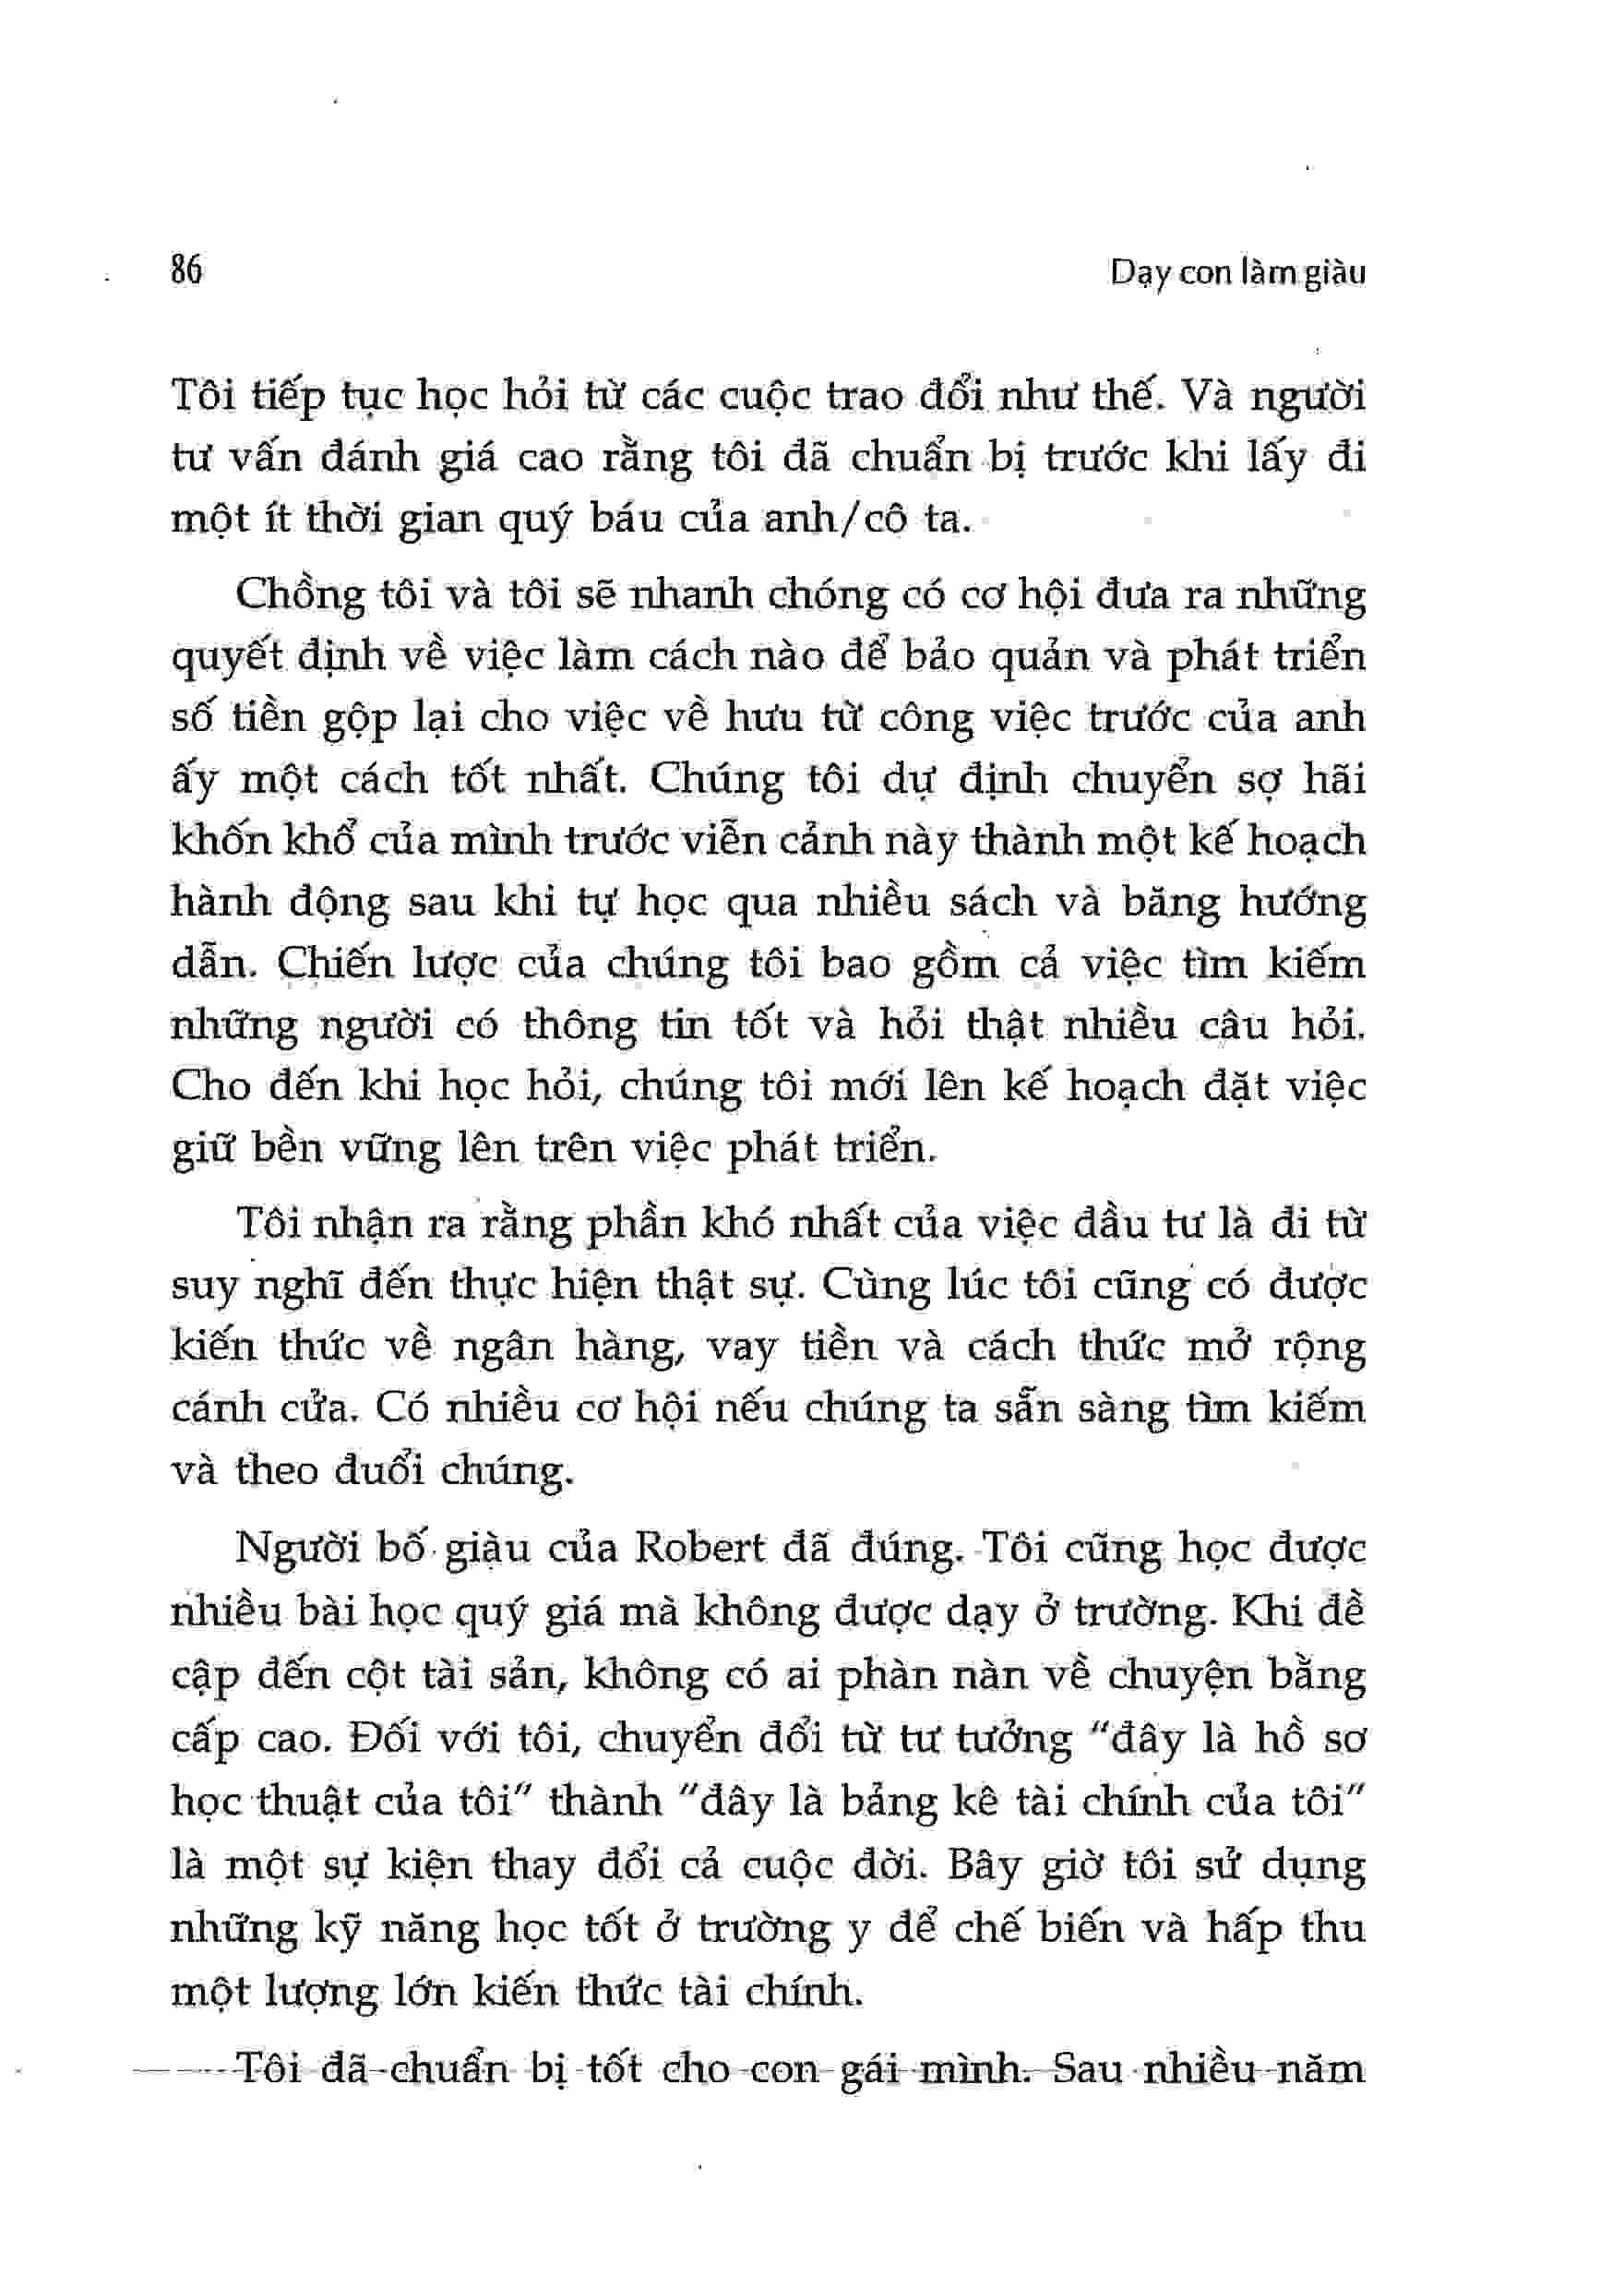 86
Dạy con làm giàu
Tôi tiếp tục học hỏi từ các cuộc trao đổi như thế. Và người
tư vấn đánh giá cao rằng tôi đã chuẩn bị trước khi lấy đi
một ít thời gian quý báu của anh/cô ta.
Chồng tôi và tôi sẽ nhanh chóng có cơ hội đưa ra những
quyết định về việc làm cách nào để bảo quản và phát triển
số tiền gộp lại cho việc về hưu từ công việc trước của anh
ấy một cách tốt nhất. Chúng tôi dự định chuyển sợ hãi
khốn khổ của mình trước viễn cảnh này thành một kế hoạch
hành động sau khi tự học qua nhiều sách và băng hướng
dẫn. Chiến lược của chúng tôi bao gồm cả việc tìm kiếm
những người có thông tin tốt và hỏi thật nhiều câu hỏi.
Cho đến khi học hỏi, chúng tôi mới lên kế hoạch đặt việc
giữ bền vững lên trên việc phát triển.
Tôi nhận ra rằng phần khó nhất của việc đầu tư là đi từ
suy nghĩ đến thực hiện thật sự. Cùng lúc tôi cũng có được
kiến thức về ngân hàng, vay tiền và cách thức mở rộng
cánh cửa. Có nhiều cơ hội nếu chúng ta sẵn sàng tìm kiếm
và theo đuổi chúng.
Người bố giàu của Robert đã đúng. Tôi cũng học được
nhiều bài học quý giá mà không được dạy ở trường. Khi đề
cập đến cột tài sản, không có ai phàn nàn về chuyện bằng
cấp cao. Đối với tôi, chuyển đổi từ tư tưởng "đây là hồ sơ
học thuật của tôi" thành "đây là bảng kê tài chính của tôi"
là một sự kiện thay đổi cả cuộc đời. Bây giờ tôi sử dụng
những kỹ năng học tốt ở trường y để chế biến và hấp thu
một lượng lớn kiến thức tài chính.
Tôi đã chuẩn bị tốt cho con gái mình. Sau nhiều năm